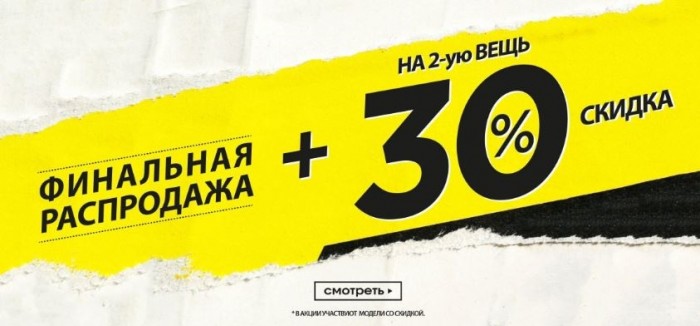 ФИНАЛЬНАЯ
РАСПРОДАЖА
+
НА 2-ую ВЕЩЬ
30%
СКИДКА
смотреть ▸
* В АКЦИИ УЧАСТВУЮТ МОДЕЛИ СО СКИДКОЙ.